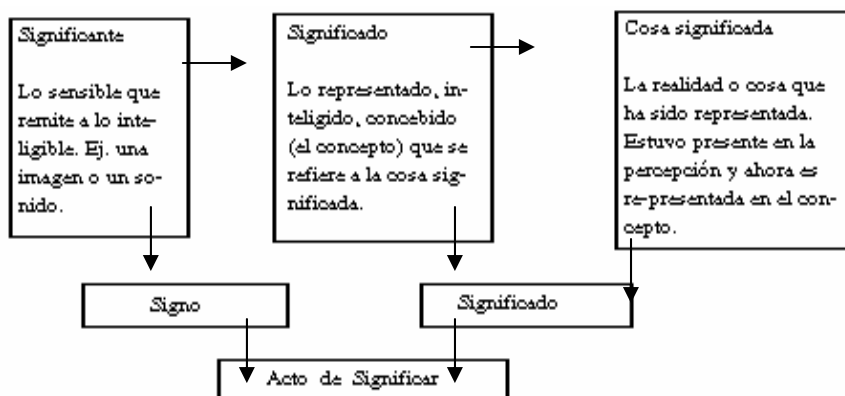 Significante
Lo sensible que
remite a lo inte-
ligible. Ej. una
imagen o un so-
nido.
Significado
Lo representado, in-
teligido, concebido
(el concepto) que se
refiere a la cosa sig-
nificada.
Cosa significada
La realidad o cosa que
ha sido representada.
Estuvo presente en la
percepción y ahora es
re-presentada en el con-
cepto.
Signo
Significado
Acto de Significar